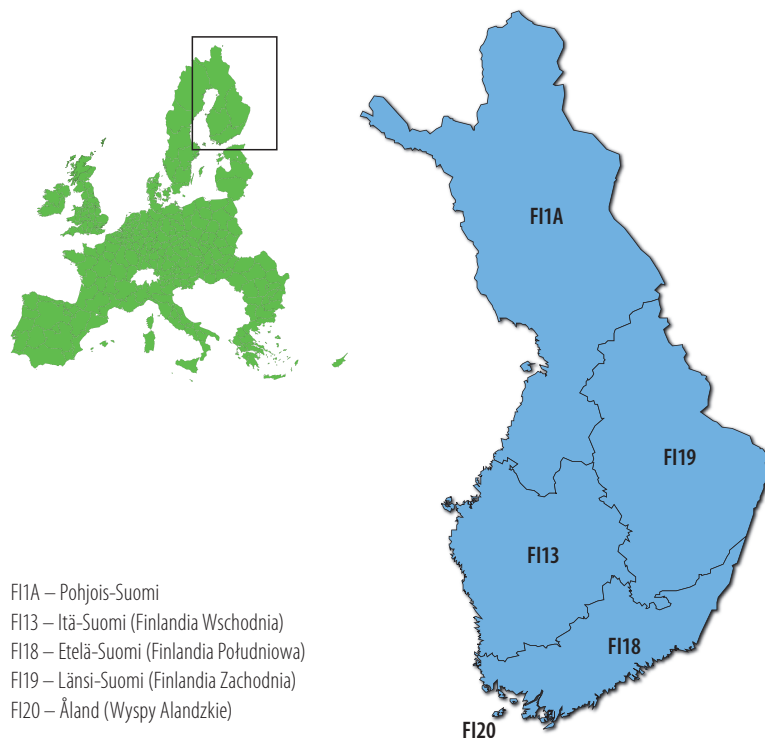 FI1A
FI19
FI13
FI18
FI20
FI1A – Pohjois-Suomi
FI13 – Itä-Suomi (Finlandia Wschodnia)
FI18 – Etelä-Suomi (Finlandia Południowa)
FI19 – Länsi-Suomi (Finlandia Zachodnia)
FI20 – Åland (Wyspy Alandzkie)